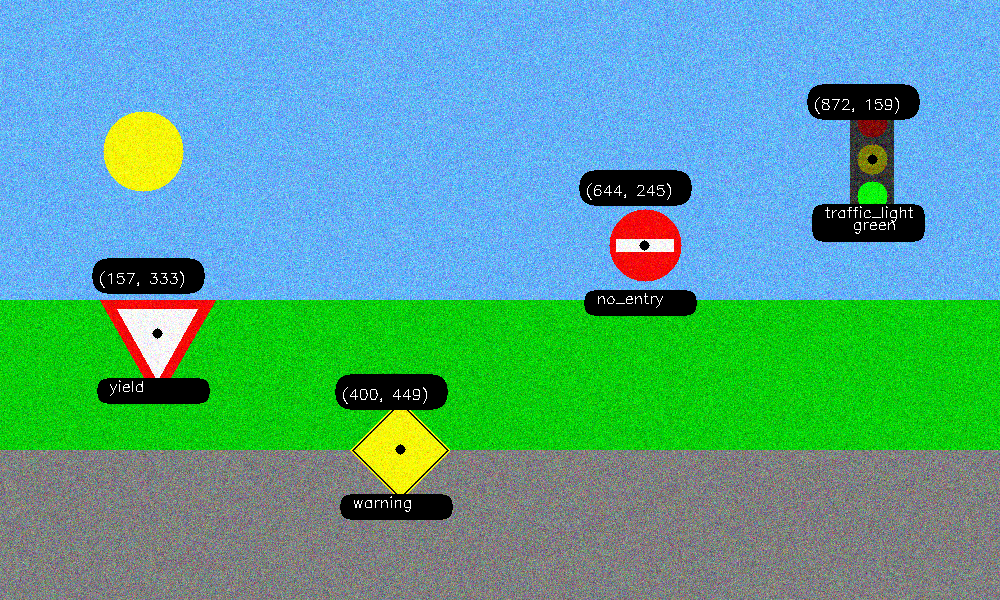 (872, 159)
traffic_light
green
(644, 245)
no_entry
(157, 333)
yield
(400, 449)
warning